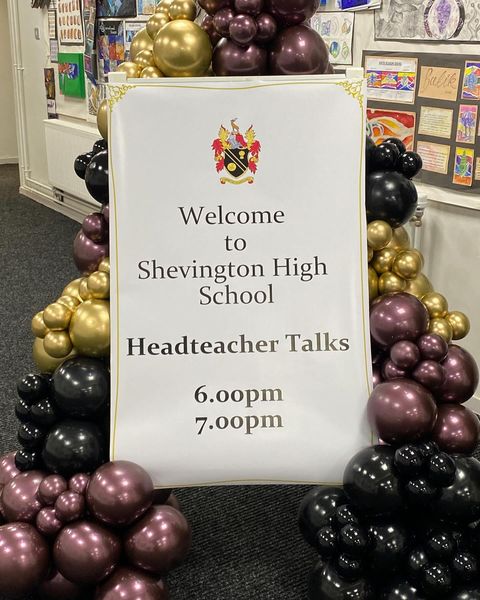 Welcome
to
Shevington High
School
Headteacher Talks
6.00pm
7.00pm